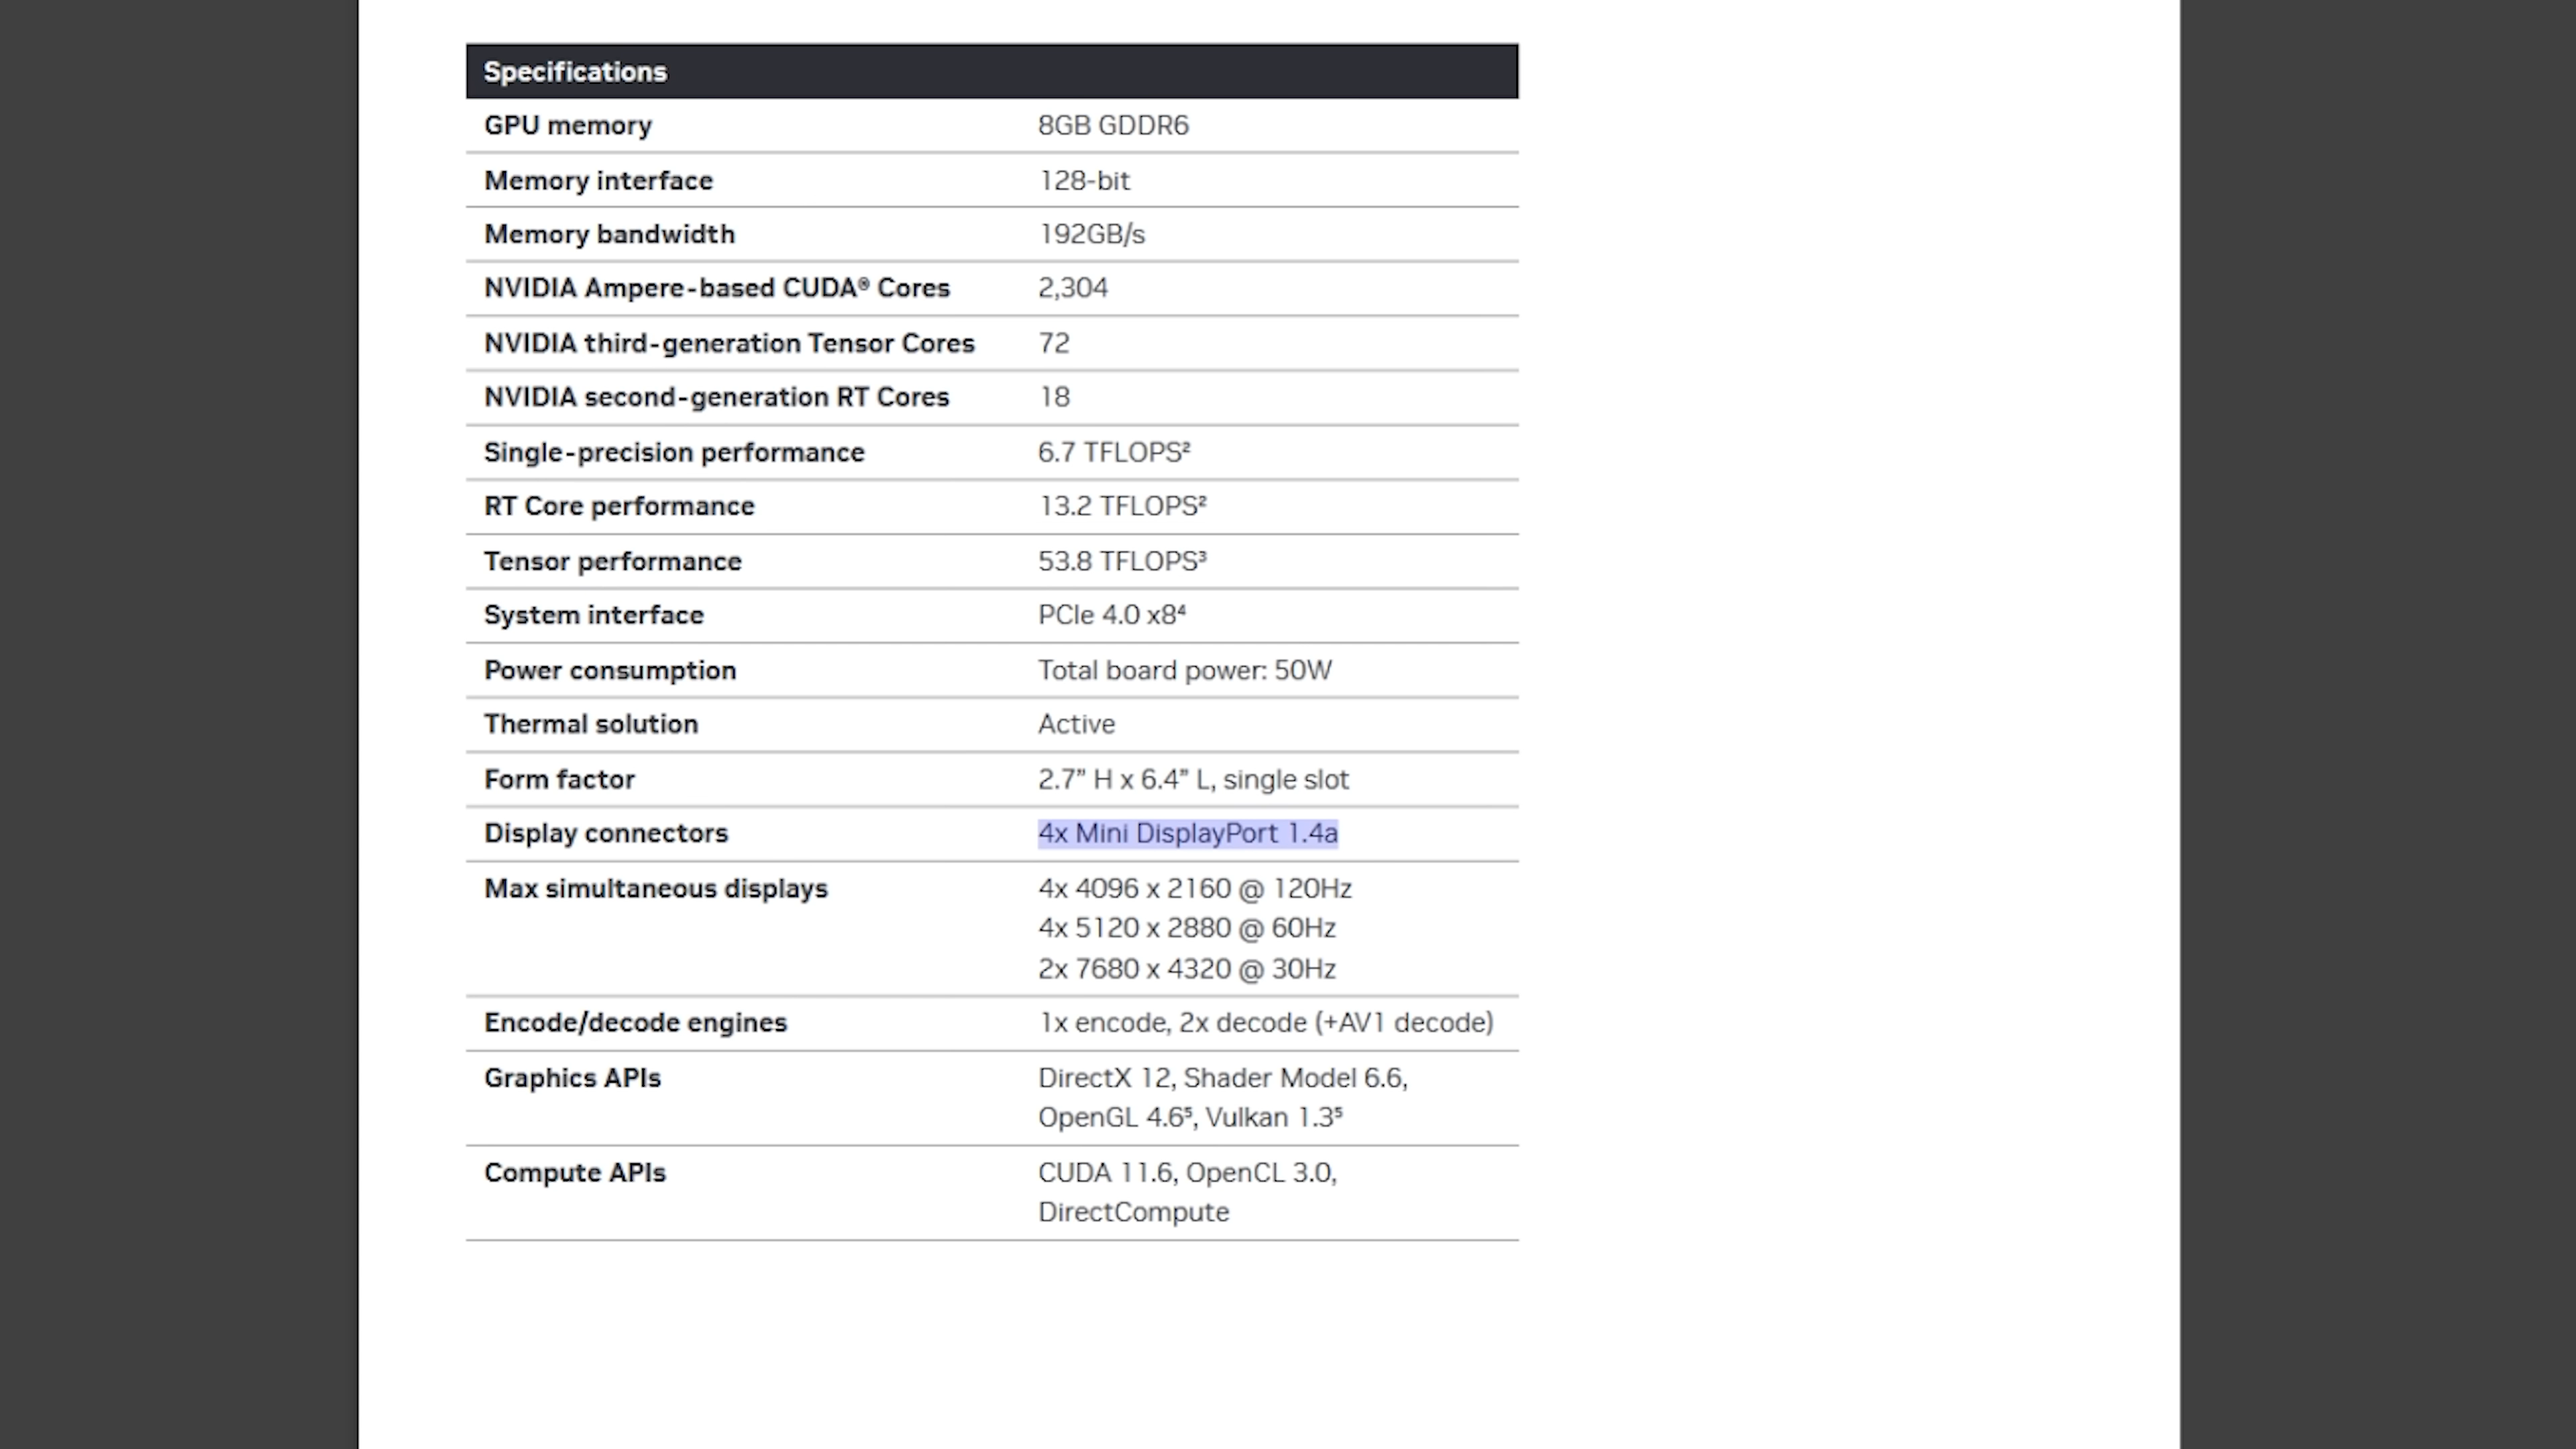 Specifications
GPU memory 8GB GDDR6
Memory interface 128-bit
Memory bandwidth 192GB/s
NVIDIA Ampere-based CUDA® Cores 2,304
NVIDIA third-generation Tensor Cores 72
NVIDIA second-generation RT Cores 18
Single-precision performance 6.7 TFLOPS²
RT Core performance 13.2 TFLOPS²
Tensor performance 53.8 TFLOPS³
System interface PCIe 4.0 x8⁴
Power consumption Total board power: 50W
Thermal solution Active
Form factor 2.7” H x 6.4” L, single slot
Display connectors 4x Mini DisplayPort 1.4a
Max simultaneous displays 4x 4096 x 2160 @ 120Hz
4x 5120 x 2880 @ 60Hz
2x 7680 x 4320 @ 30Hz
Encode/decode engines 1x encode, 2x decode (+AV1 decode)
Graphics APIs DirectX 12, Shader Model 6.6,
OpenGL 4.6⁵, Vulkan 1.3⁵
Compute APIs CUDA 11.6, OpenCL 3.0,
DirectCompute